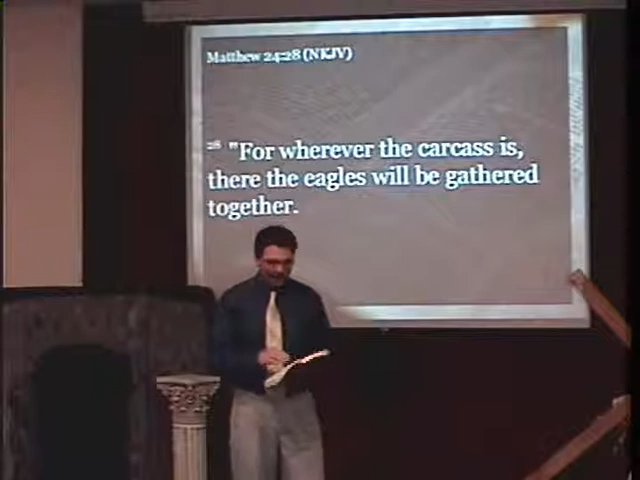 Matthew 24:28 (NKJV)
28 "For wherever the carcass is,
there the eagles will be gathered
together.